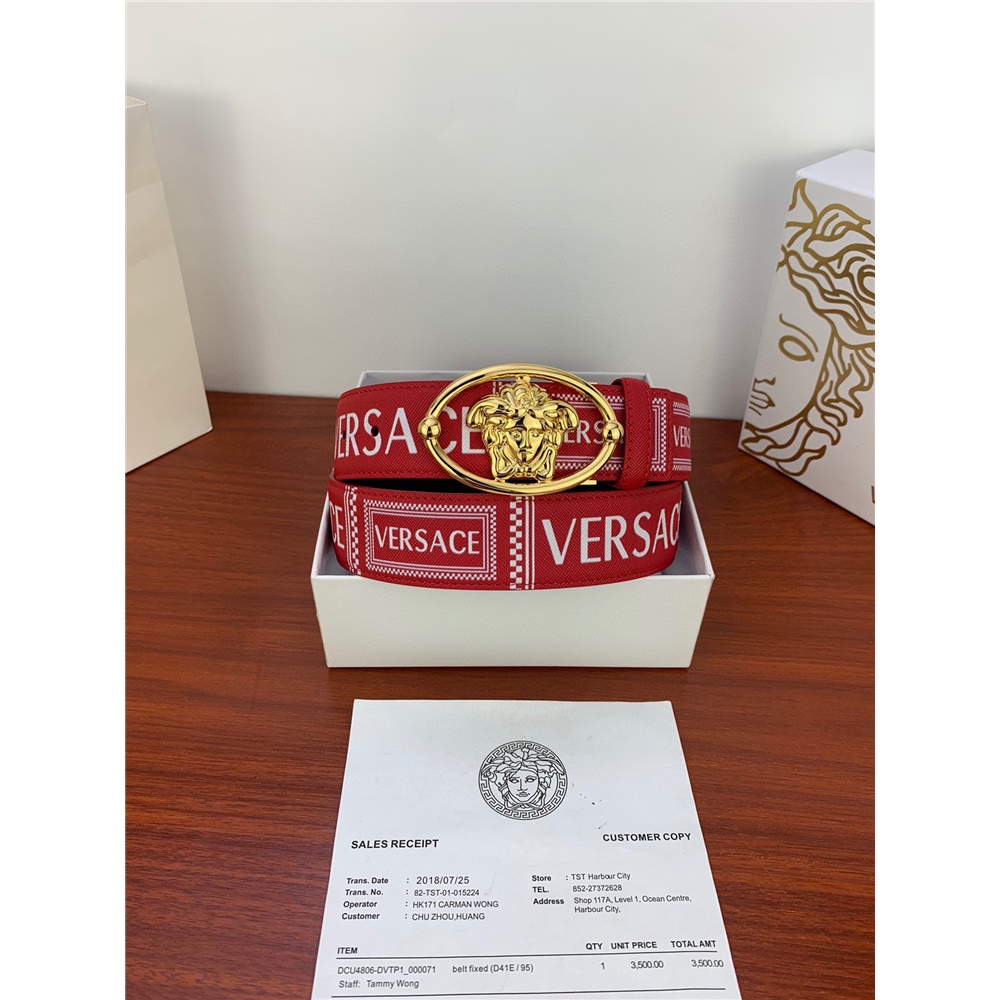 VERSACE
VERS
VERS
CE
VERSACE
VERSAC
SALES RECEIPT
CUSTOMER COPY
Trans. Date : 2018/07/25
Trans. No. : 82-TST-01-015224
Operator : HK171 CARMAN WONG
Customer : CHU ZHOU,HUANG
Store : TST Harbour City
TEL. 852-27372628
Address Shop 117A, Level 1, Ocean Centre,
Harbour City,
ITEM QTY UNIT PRICE TOTAL AMT
DCU4806-DVTP1_000071 belt fixed (D41E / 95) 1 3,500.00 3,500.00
Staff: Tammy Wong